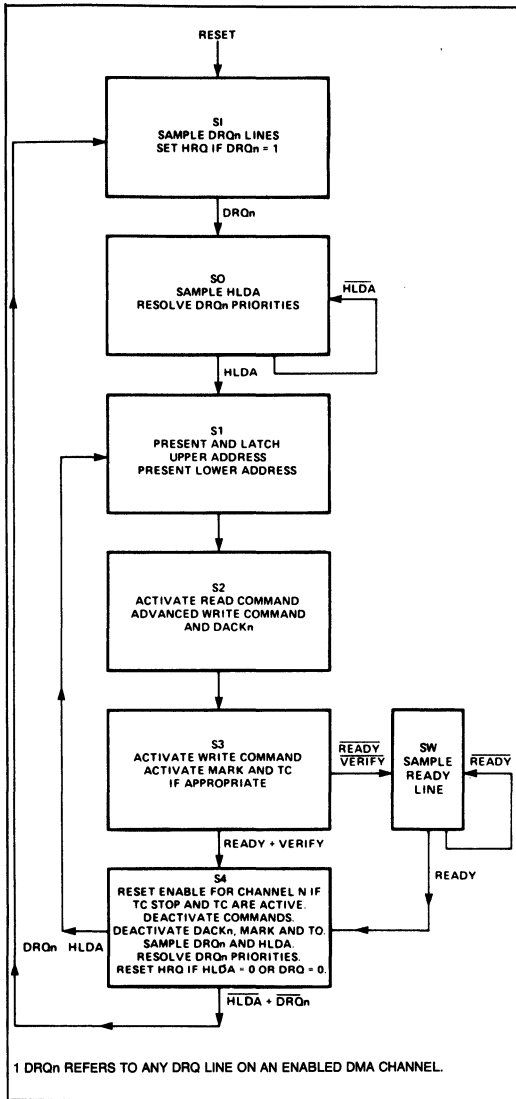 RESET
SI
SAMPLE DRQn LINES
SET HRQ IF DRQn = 1
DRQn
SO
SAMPLE HLDA
RESOLVE DRQn PRIORITIES
HLDA
HLDA
S1
PRESENT AND LATCH
UPPER ADDRESS
PRESENT LOWER ADDRESS
S2
ACTIVATE READ COMMAND
ADVANCED WRITE COMMAND
AND DACKn
S3
ACTIVATE WRITE COMMAND
ACTIVATE MARK AND TC
IF APPROPRIATE
READY
VERIFY
SW
SAMPLE
READY
LINE
READY
READY + VERIFY
READY
S4
RESET ENABLE FOR CHANNEL N IF
TC STOP AND TC ARE ACTIVE.
DEACTIVATE COMMANDS.
DEACTIVATE DACKn, MARK AND TO.
SAMPLE DRQn AND HLDA.
RESOLVE DRQn PRIORITIES.
RESET HRQ IF HLDA = 0 OR DRQ = 0.
DRQn HLDA
HLDA + DRQn
1 DRQn REFERS TO ANY DRQ LINE ON AN ENABLED DMA CHANNEL.